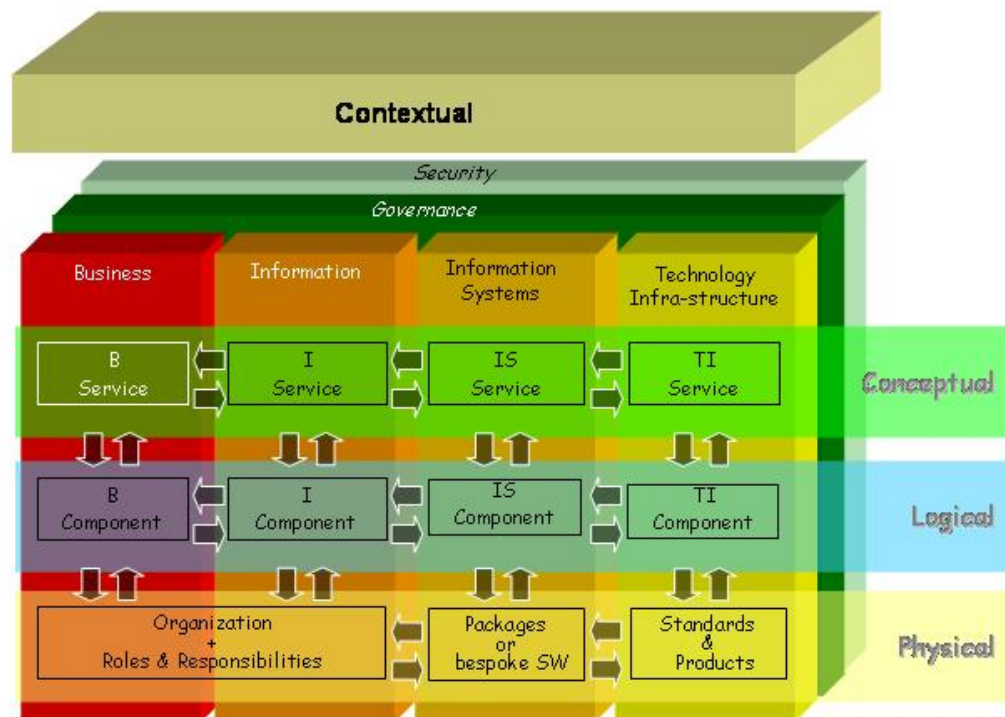 Contextual
Security
Governance
Business
Information
Information
Systems
Technology
Infra-structure
B
Service
I
Service
IS
Service
TI
Service
Conceptual
B
Component
I
Component
IS
Component
TI
Component
Logical
Organization
+
Roles & Responsibilities
Packages
or
bespoke SW
Standards
&
Products
Physical